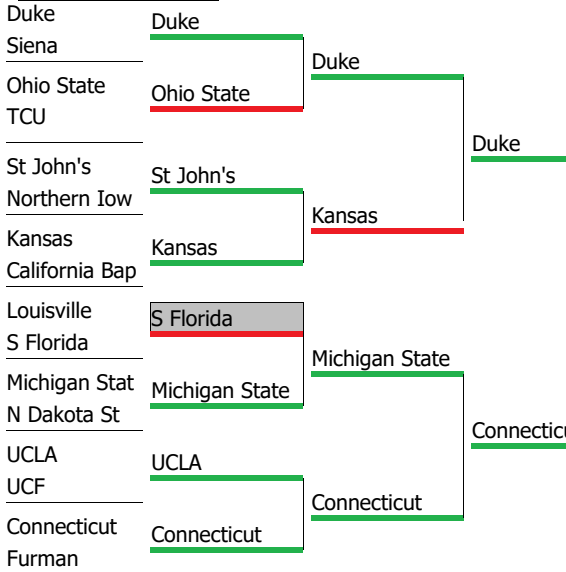 Duke
Siena
Ohio State
TCU
St John's
Northern Iow
Kansas
California Bap
Louisville
S Florida
Michigan Stat
N Dakota St
UCLA
UCF
Connecticut
Furman
Duke
Ohio State
St John's
Kansas
S Florida
Michigan State
UCLA
Connecticut
Duke
Kansas
Michigan State
Connecticut
Duke
Connectic